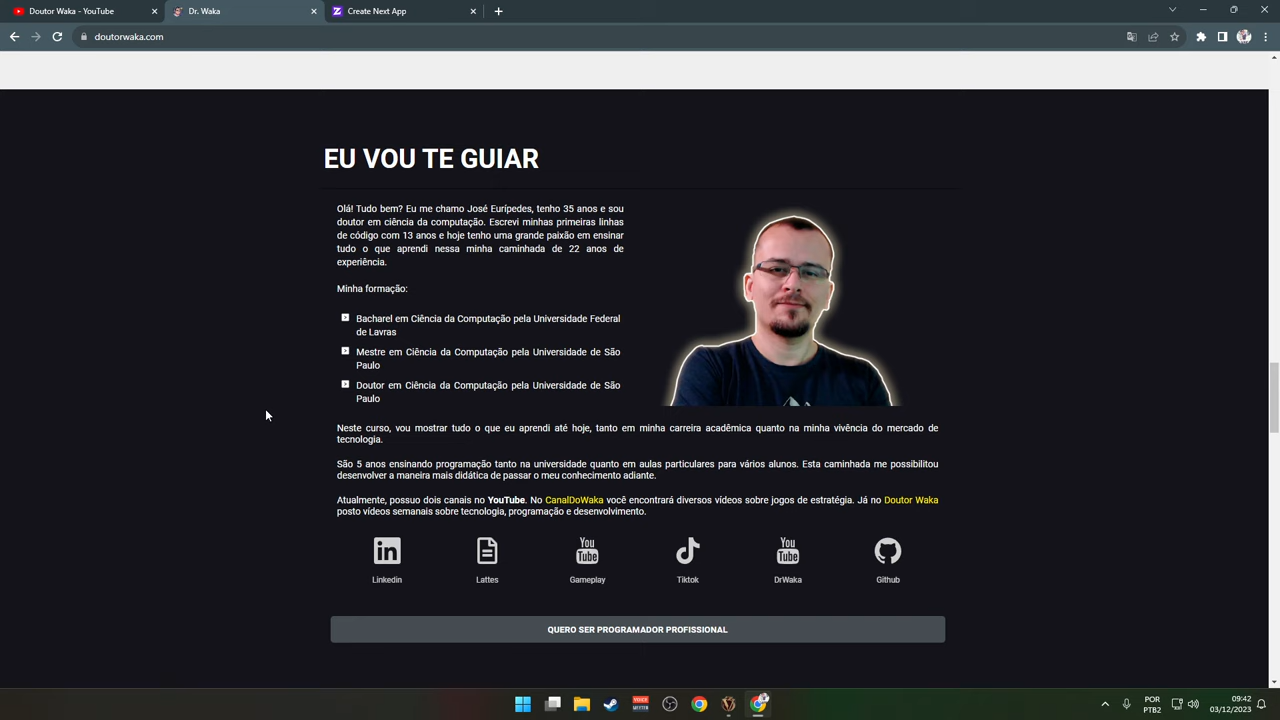 Doutor Waka - YouTube
Dr. Waka
Create Next App
doutorwaka.com
EU VOU TE GUIAR
Olá! Tudo bem? Eu me chamo José Eurípedes, tenho 35 anos e sou
doutor em ciência da computação. Escrevi minhas primeiras linhas
de código com 13 anos e hoje tenho uma grande paixão em ensinar
tudo o que aprendi nessa minha caminhada de 22 anos de
experiência.
Minha formação:
Bacharel em Ciência da Computação pela Universidade Federal
de Lavras
Mestre em Ciência da Computação pela Universidade de São
Paulo
Doutor em Ciência da Computação pela Universidade de São
Paulo
Neste curso, vou mostrar tudo o que eu aprendi até hoje, tanto em minha carreira acadêmica quanto na minha vivência do mercado de
tecnologia.
São 5 anos ensinando programação tanto na universidade quanto em aulas particulares para vários alunos. Esta caminhada me possibilitou
desenvolver a maneira mais didática de passar o meu conhecimento adiante.
Atualmente, possuo dois canais no YouTube. No CanalDoWaka você encontrará diversos vídeos sobre jogos de estratégia. Já no Doutor Waka
posto vídeos semanais sobre tecnologia, programação e desenvolvimento.
in You Tube You Tube
Linkedin Lattes Gameplay Tiktok DrWaka Github
QUERO SER PROGRAMADOR PROFISSIONAL
POR 09:42
PTB2 03/12/2023